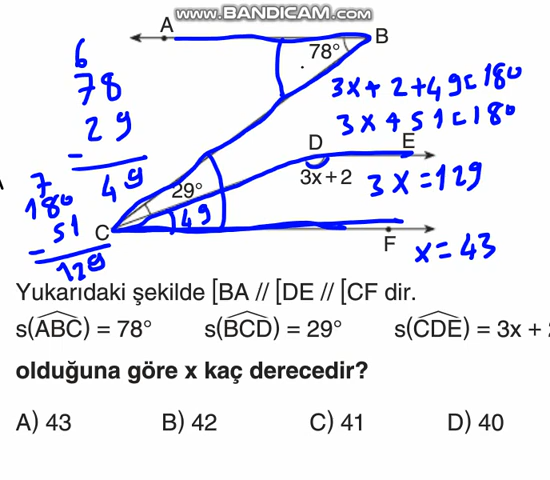 www.BANDICAM.com
A
B
6
78°
78
3x+2+49=180
29
3x+51=180
D
E
- 49
29°
3x+2
3x=129
7
180
49
- 51
C
F
x=43
129
Yukarıdaki şekilde [BA // [DE // [CF dir.
s(ABC) = 78° s(BCD) = 29° s(CDE) = 3x +
olduğuna göre x kaç derecedir?
A) 43 B) 42 C) 41 D) 40